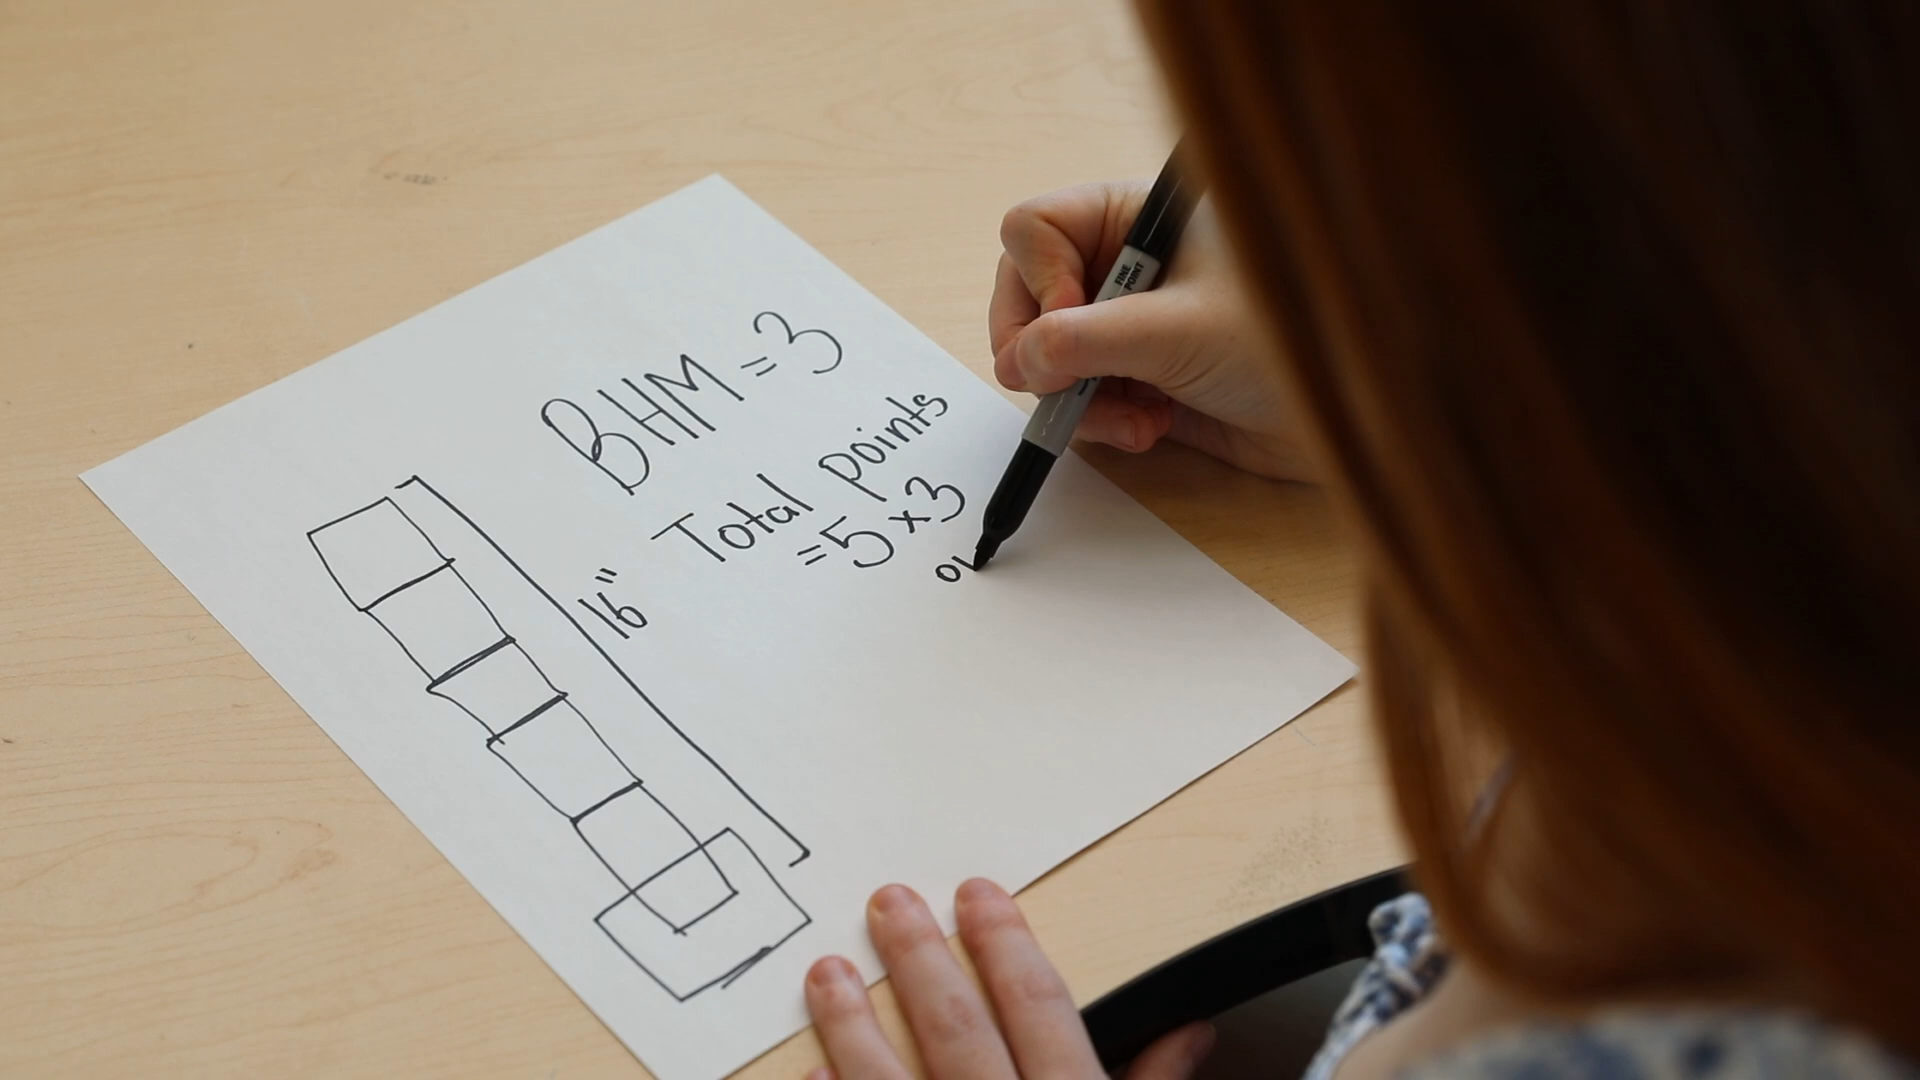 BHM = 3
Total points
= 5 x 3
16"
FINE
POINT